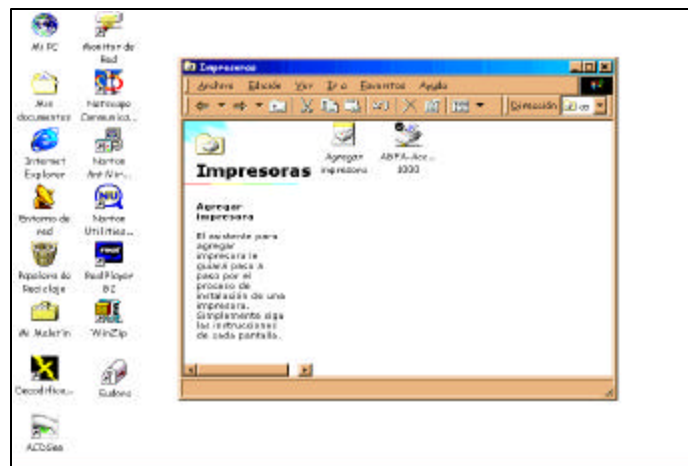 Mi PC
Monitor de
Red
Mis
documentos
Netscape
Communica...
Internet
Explorer
Norton
AntiVir...
Entorno de
red
Norton
Utilities...
Papelera de
Reciclaje
RealPlayer
Mi Maletín
WinZip
Eudora
ACDSee
Impresoras
Archivo Edición Ver Ir a Favoritos Ayuda
Dirección
Impresoras
Agregar
impresora
1000
Agregar
impresora
El asistente para
agregar
impresora le
guiará paso a
paso por el
proceso de
instalación de una
impresora.
Simplemente siga
las instrucciones
de cada pantalla.